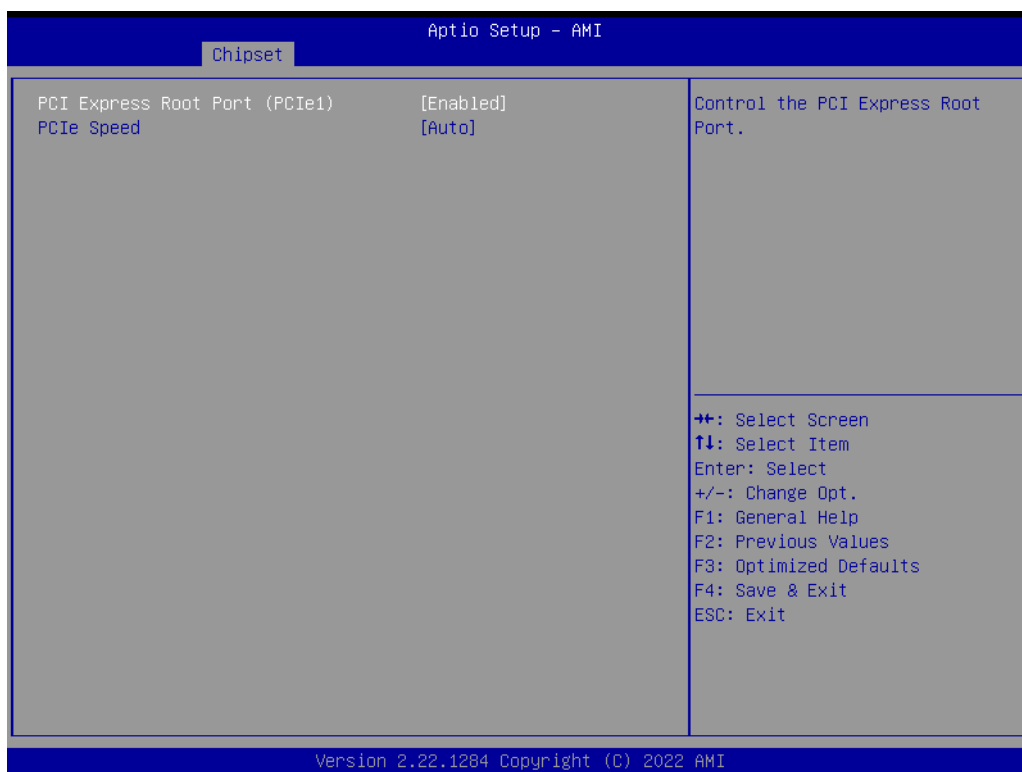 Aptio Setup – AMI
Chipset
PCI Express Root Port (PCIe1) [Enabled]
PCIe Speed [Auto]
Control the PCI Express Root
Port.
→←: Select Screen
↑↓: Select Item
Enter: Select
+/-: Change Opt.
F1: General Help
F2: Previous Values
F3: Optimized Defaults
F4: Save & Exit
ESC: Exit
Version 2.22.1284 Copyright (C) 2022 AMI